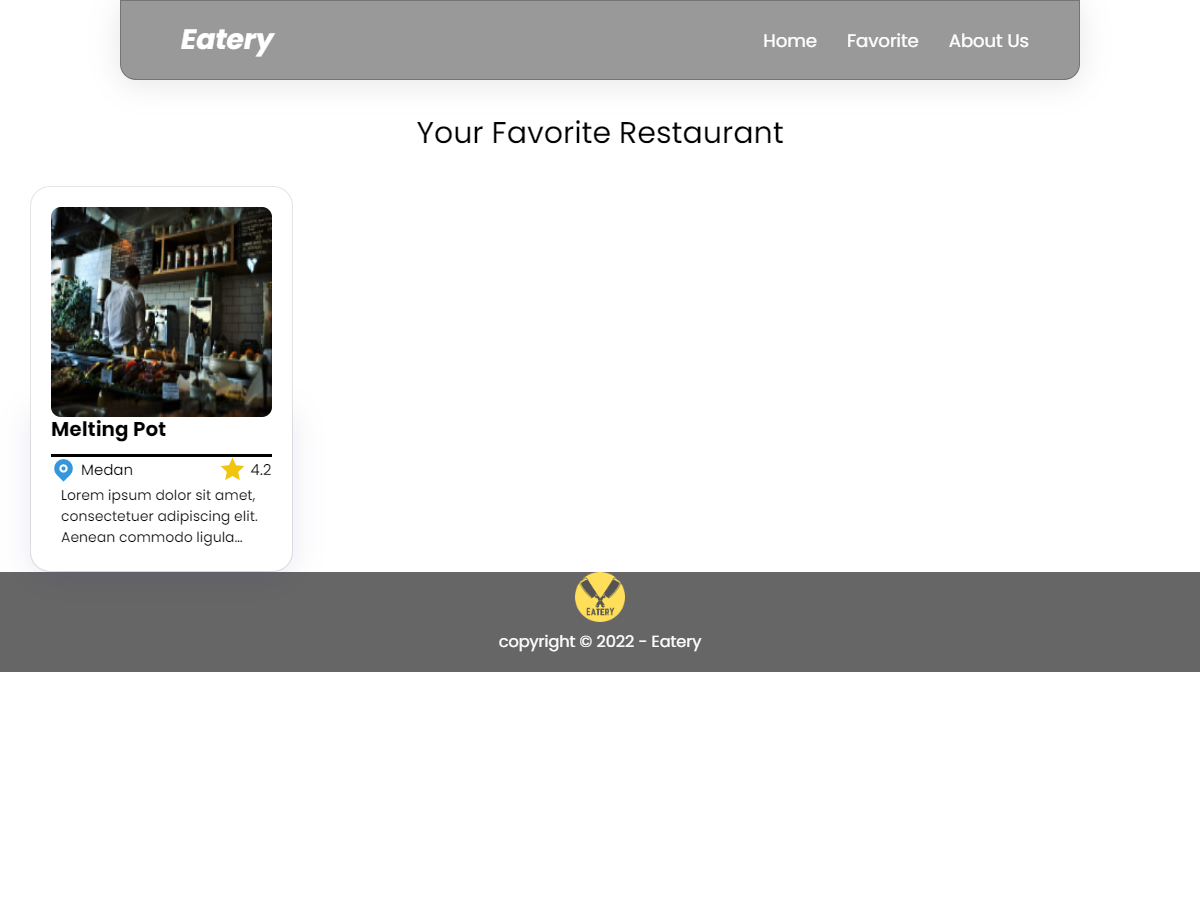 Eatery
Home Favorite About Us
Your Favorite Restaurant
Melting Pot
Medan 4.2
Lorem ipsum dolor sit amet,
consectetuer adipiscing elit.
Aenean commodo ligula...
EATERY
copyright © 2022 - Eatery